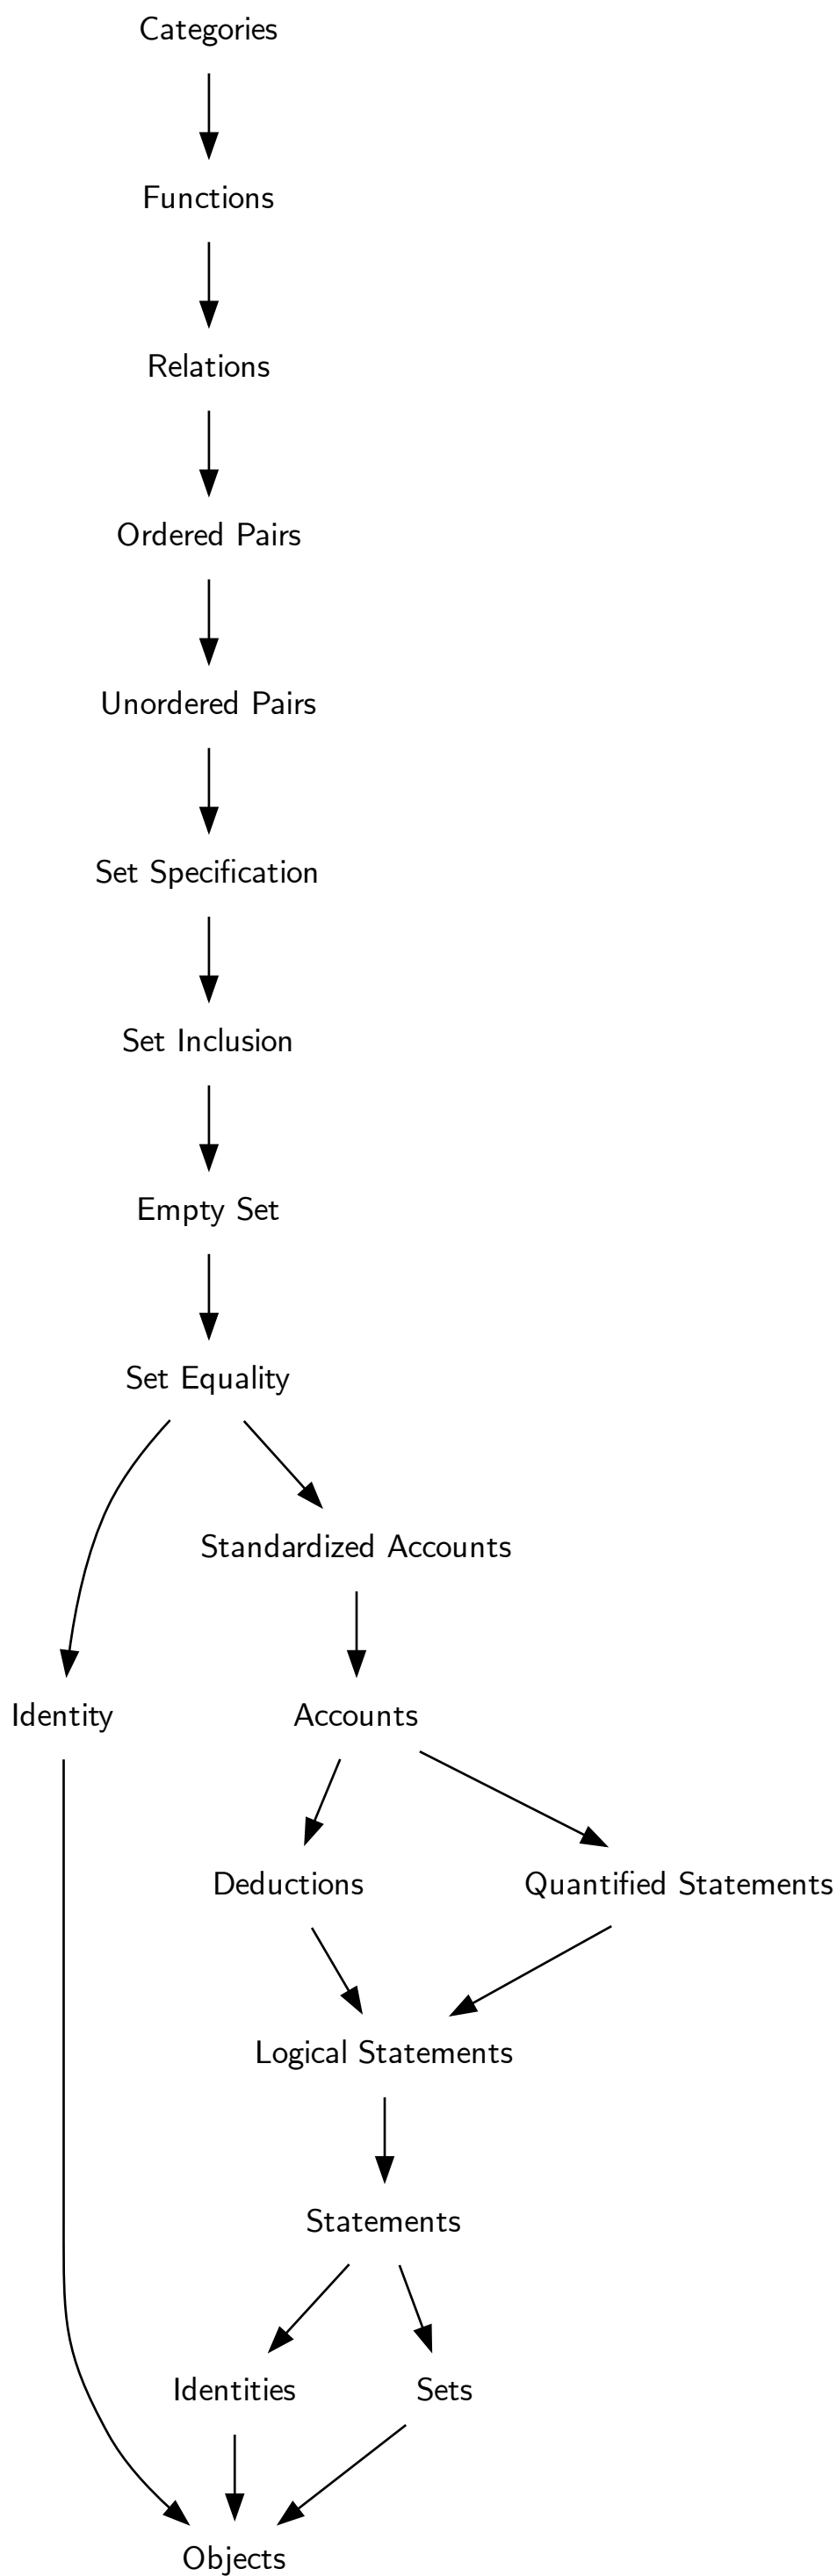 Categories
Functions
Relations
Ordered Pairs
Unordered Pairs
Set Specification
Set Inclusion
Empty Set
Set Equality
Standardized Accounts
Identity
Accounts
Deductions
Quantified Statements
Logical Statements
Statements
Identities
Sets
Objects